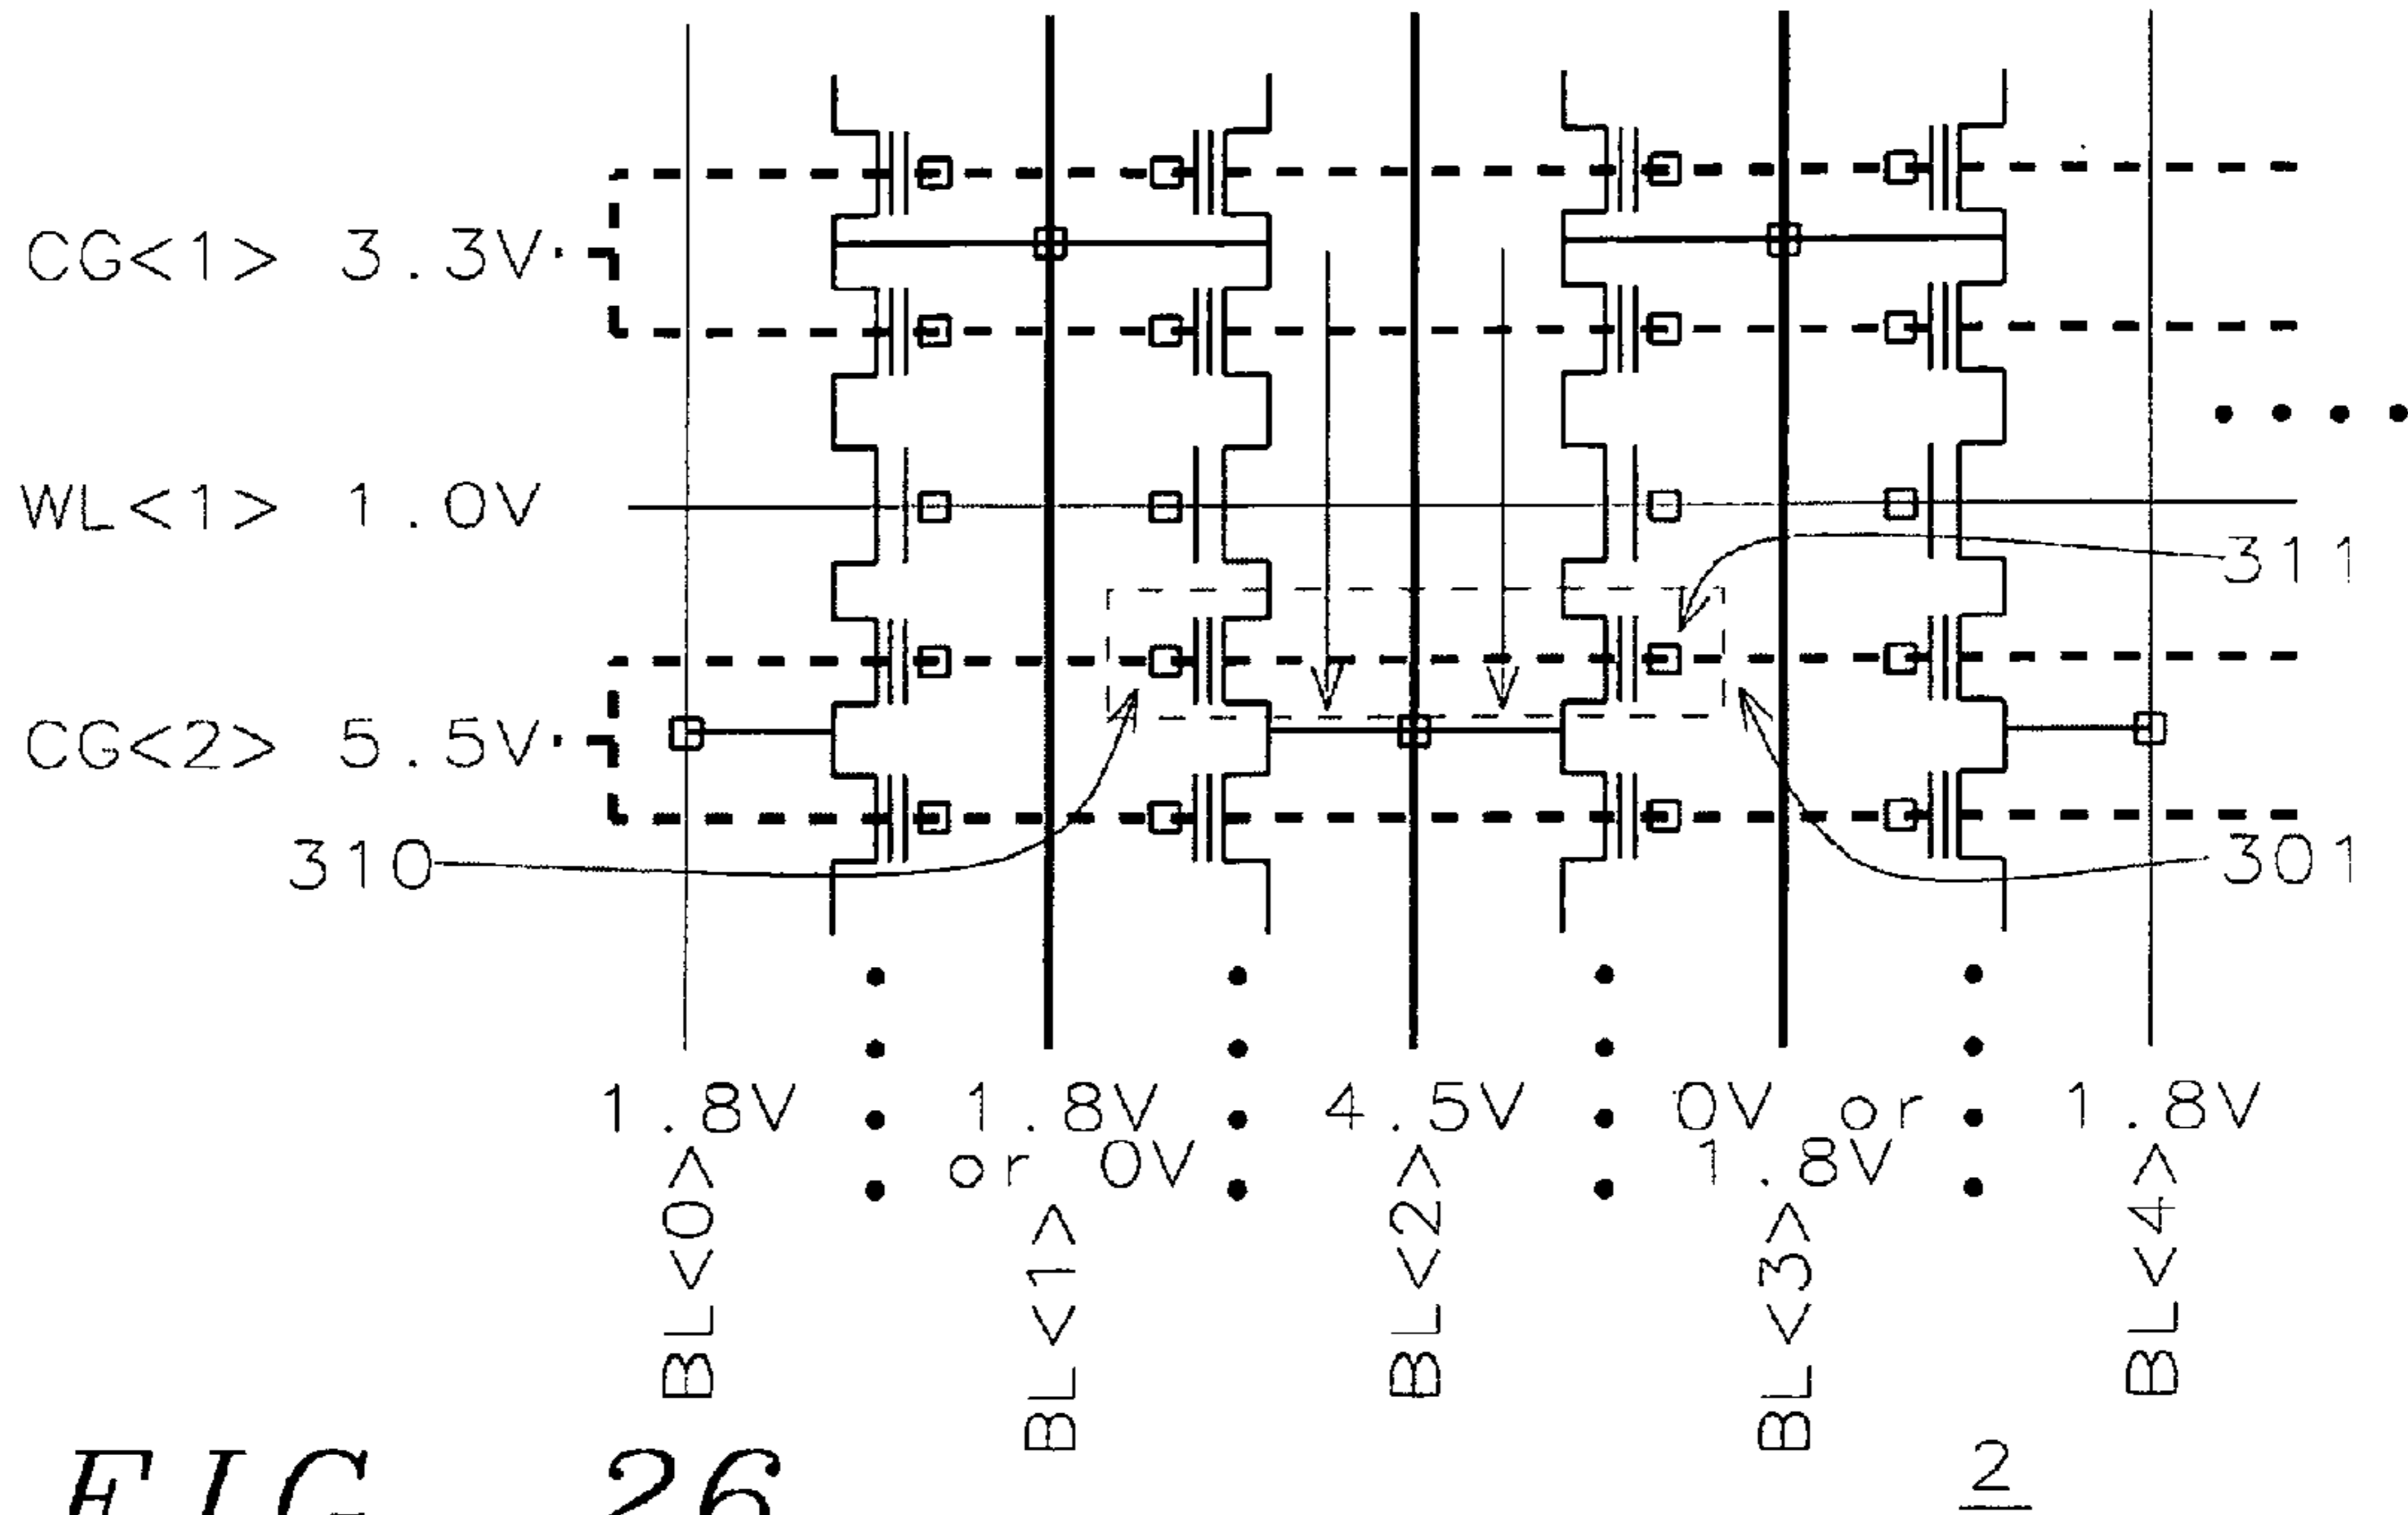 CG<1> 3.3V
WL<1> 1.0V
311
CG<2> 5.5V
310
301
1.8V
1.8V
or 0V
4.5V
0V or
1.8V
1.8V
BL<0>
BL<1>
BL<2>
BL<3>
BL<4>
FIG. 26
2